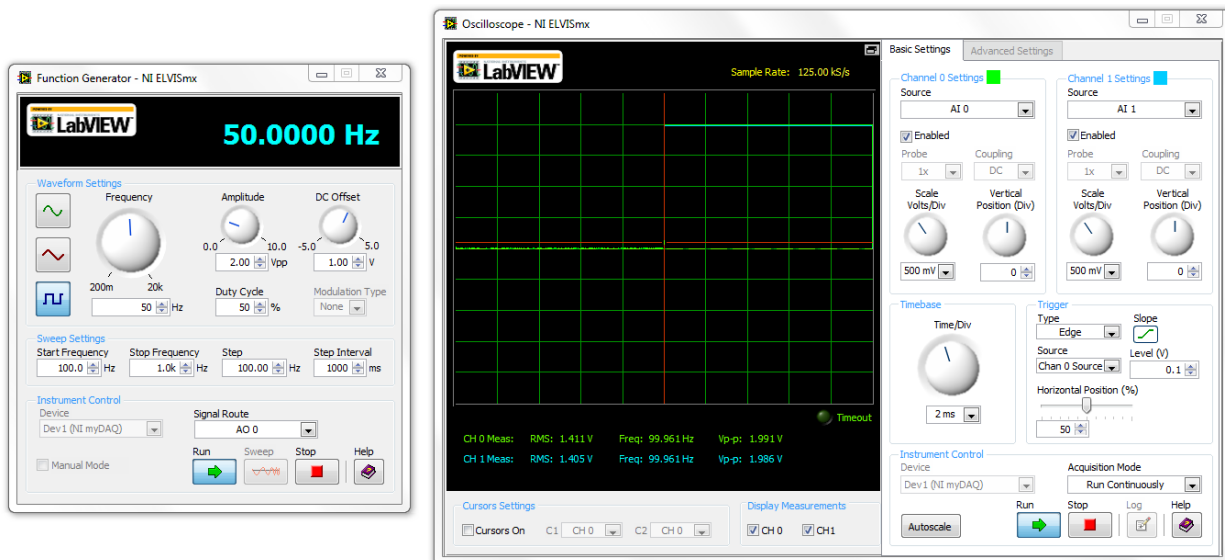 Function Generator - NI ELVISmx
POWERED BY
NATIONAL INSTRUMENTS
LabVIEW
50.0000 Hz
Waveform Settings
Frequency
200m 20k
50 Hz
Amplitude
0.0 10.0
2.00 Vpp
DC Offset
-5.0 5.0
1.00 V
Duty Cycle
50 %
Modulation Type
None
Sweep Settings
Start Frequency
100.0 Hz
Stop Frequency
1.0k Hz
Step
100.00 Hz
Step Interval
1000 ms
Instrument Control
Device
Dev1 (NI myDAQ)
Signal Route
AO 0
Manual Mode
Run Sweep Stop Help
Oscilloscope - NI ELVISmx
POWERED BY
NATIONAL INSTRUMENTS
LabVIEW
Sample Rate: 125.00 kS/s
Timeout
CH 0 Meas: RMS: 1.411 V Freq: 99.961 Hz Vp-p: 1.991 V
CH 1 Meas: RMS: 1.405 V Freq: 99.961 Hz Vp-p: 1.986 V
Cursors Settings
Cursors On C1 CH 0 C2 CH 0
Display Measurements
CH 0 CH1
Basic Settings Advanced Settings
Channel 0 Settings
Source
AI 0
Enabled
Probe Coupling
1x DC
Scale
Volts/Div
Vertical
Position (Div)
500 mV 0
Channel 1 Settings
Source
AI 1
Enabled
Probe Coupling
1x DC
Scale
Volts/Div
Vertical
Position (Div)
500 mV 0
Timebase
Time/Div
2 ms
Trigger
Type Slope
Edge
Source Level (V)
Chan 0 Source 0.1
Horizontal Position (%)
50
Instrument Control
Device
Dev1 (NI myDAQ)
Acquisition Mode
Run Continuously
Run Stop Log Help
Autoscale